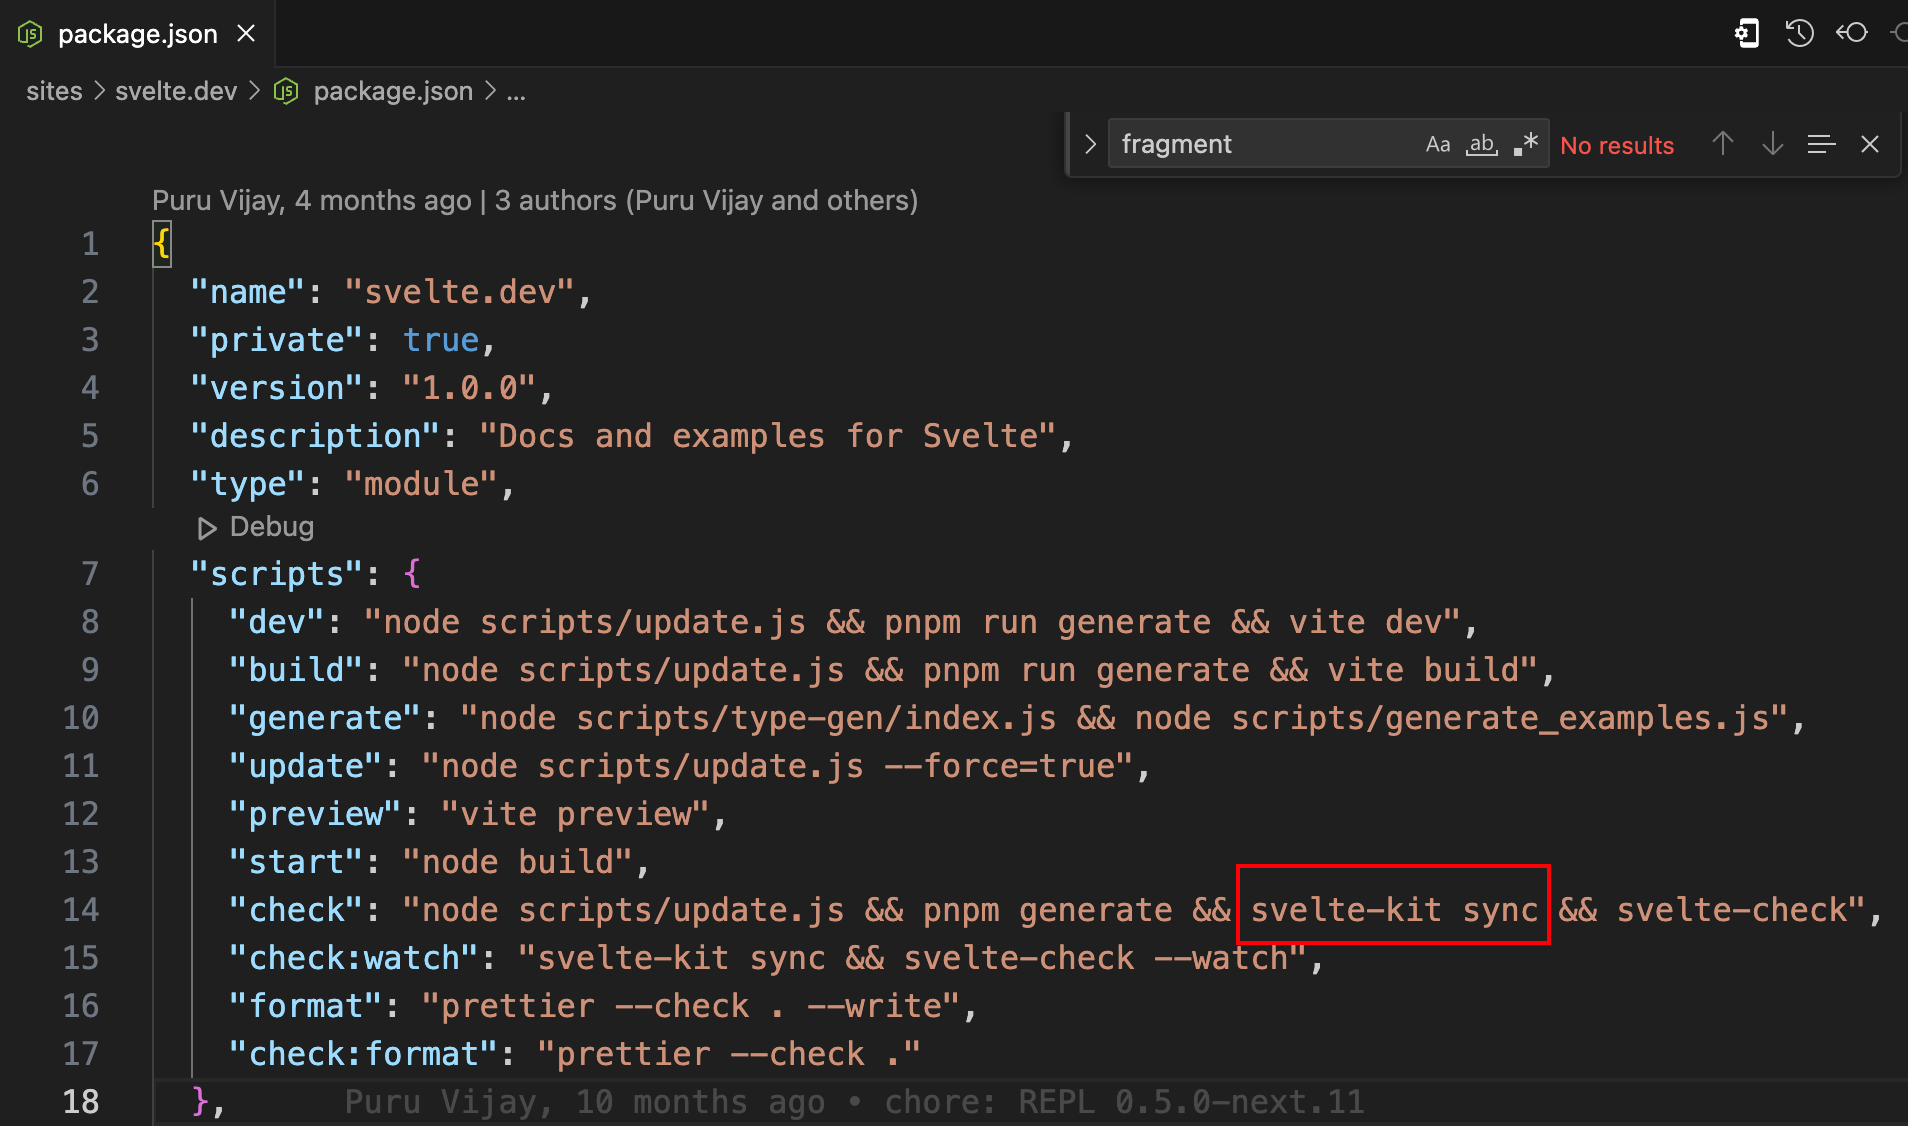 package.json
sites > svelte.dev > package.json > ...
fragment Aa ab .* No results
Puru Vijay, 4 months ago | 3 authors (Puru Vijay and others)
1 {
2 "name": "svelte.dev",
3 "private": true,
4 "version": "1.0.0",
5 "description": "Docs and examples for Svelte",
6 "type": "module",
Debug
7 "scripts": {
8 "dev": "node scripts/update.js && pnpm run generate && vite dev",
9 "build": "node scripts/update.js && pnpm run generate && vite build",
10 "generate": "node scripts/type-gen/index.js && node scripts/generate_examples.js",
11 "update": "node scripts/update.js --force=true",
12 "preview": "vite preview",
13 "start": "node build",
14 "check": "node scripts/update.js && pnpm generate && svelte-kit sync && svelte-check",
15 "check:watch": "svelte-kit sync && svelte-check --watch",
16 "format": "prettier --check . --write",
17 "check:format": "prettier --check ."
18 }, Puru Vijay, 10 months ago • chore: REPL 0.5.0-next.11